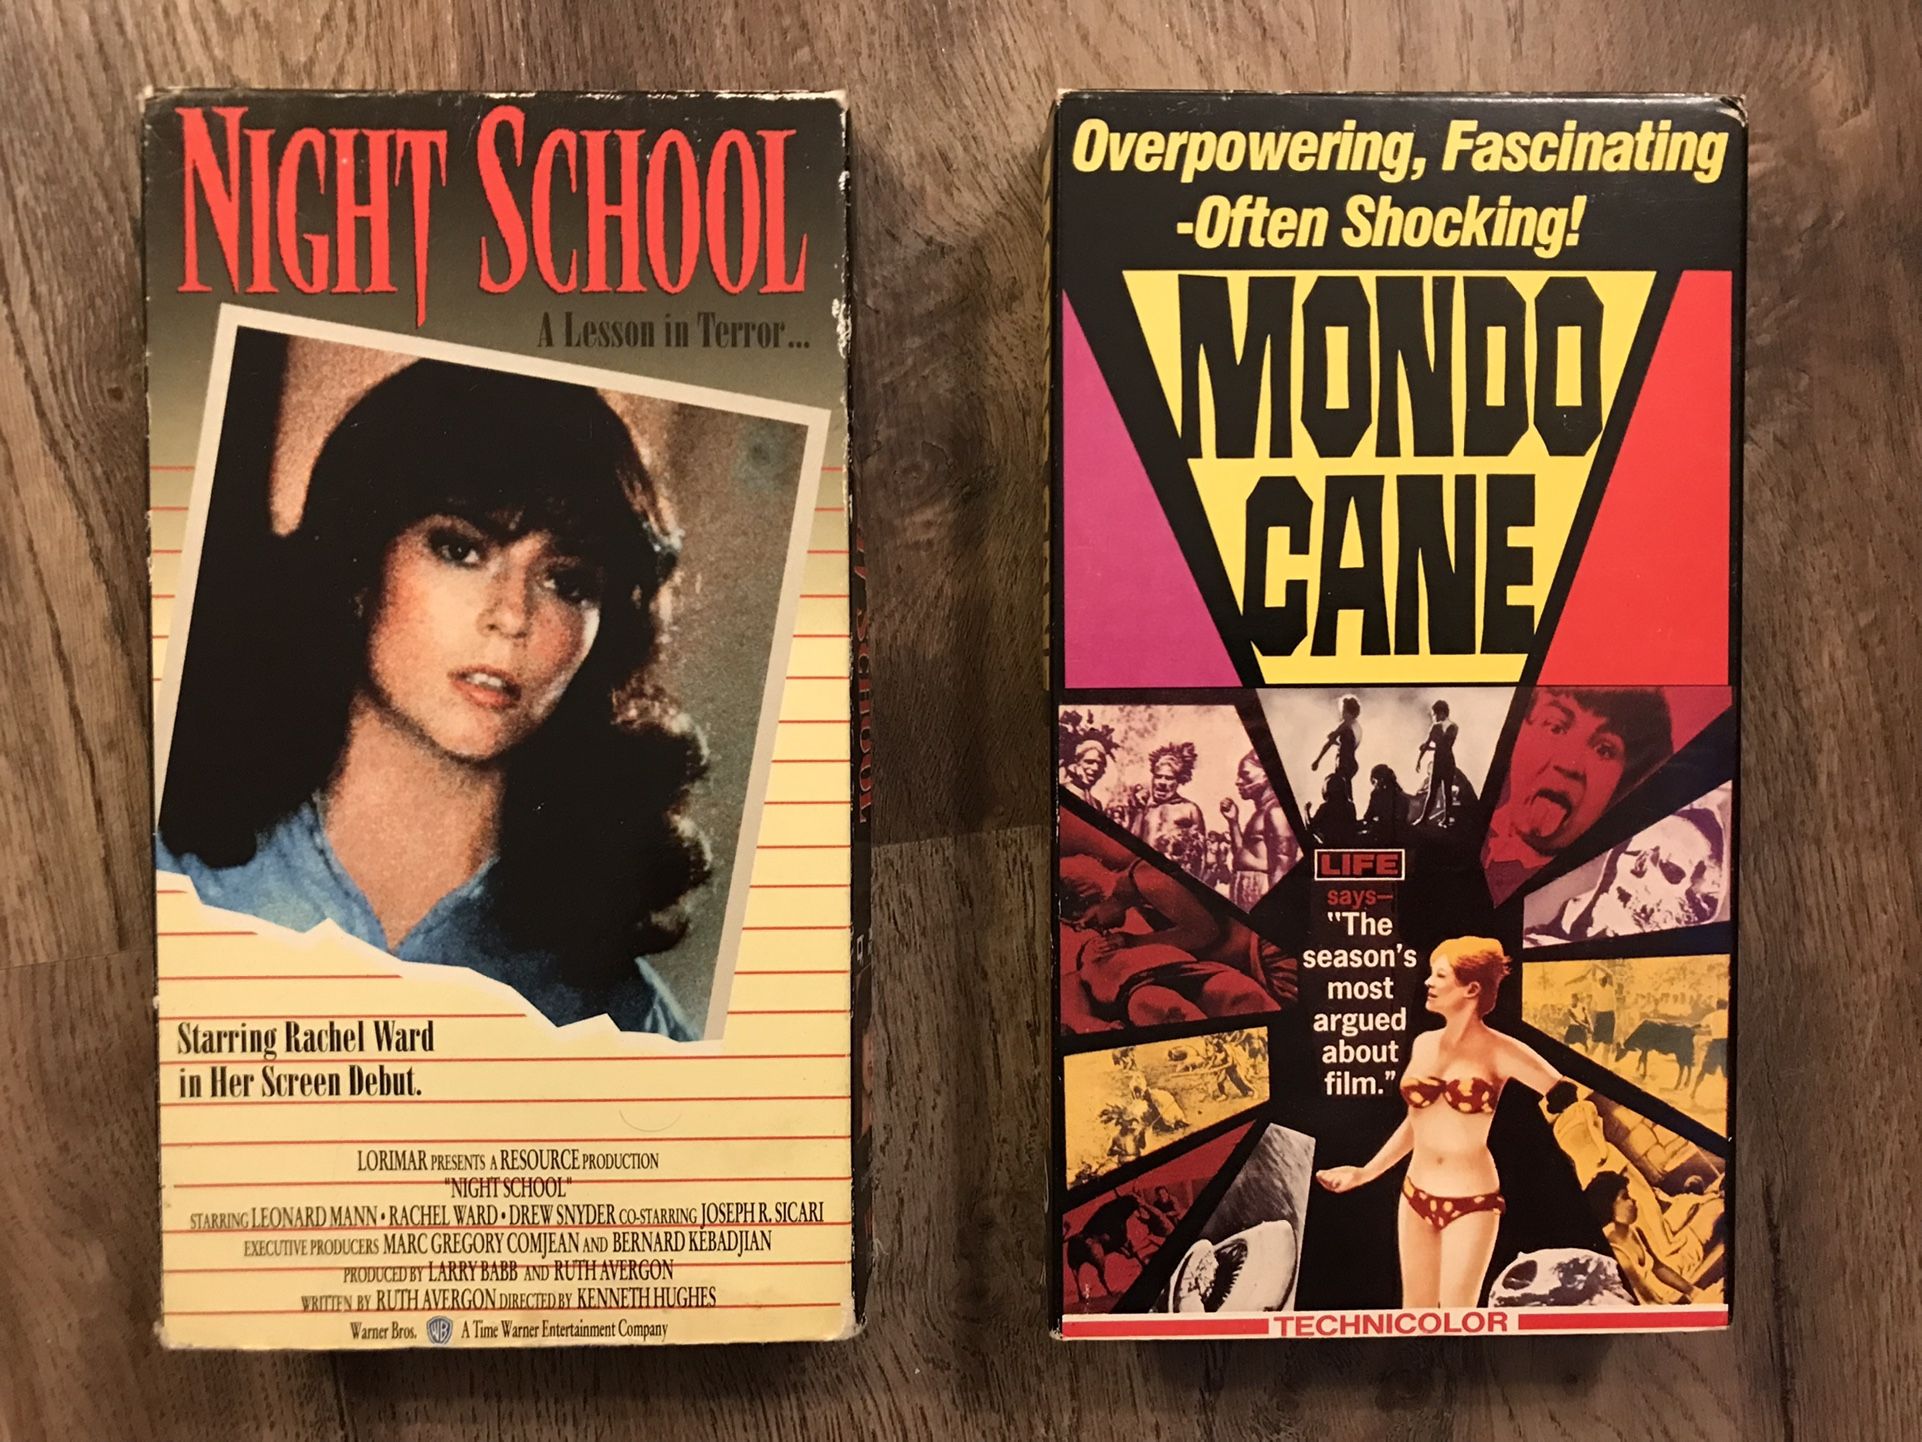 NIGHT SCHOOL
A Lesson in Terror...
Starring Rachel Ward
in Her Screen Debut.
LORIMAR PRESENTS A RESOURCE PRODUCTION
"NIGHT SCHOOL"
STARRING LEONARD MANN • RACHEL WARD • DREW SNYDER CO-STARRING JOSEPH R. SICARI
EXECUTIVE PRODUCERS MARC GREGORY COMJEAN AND BERNARD KEBADJIAN
PRODUCED BY LARRY BABB AND RUTH AVERGON
WRITTEN BY RUTH AVERGON DIRECTED BY KENNETH HUGHES
Warner Bros. WB A Time Warner Entertainment Company
SCHOOL
Overpowering, Fascinating
-Often Shocking!
MONDO
CANE
LIFE
says—
"The
season's
most
argued
about
film."
TECHNICOLOR